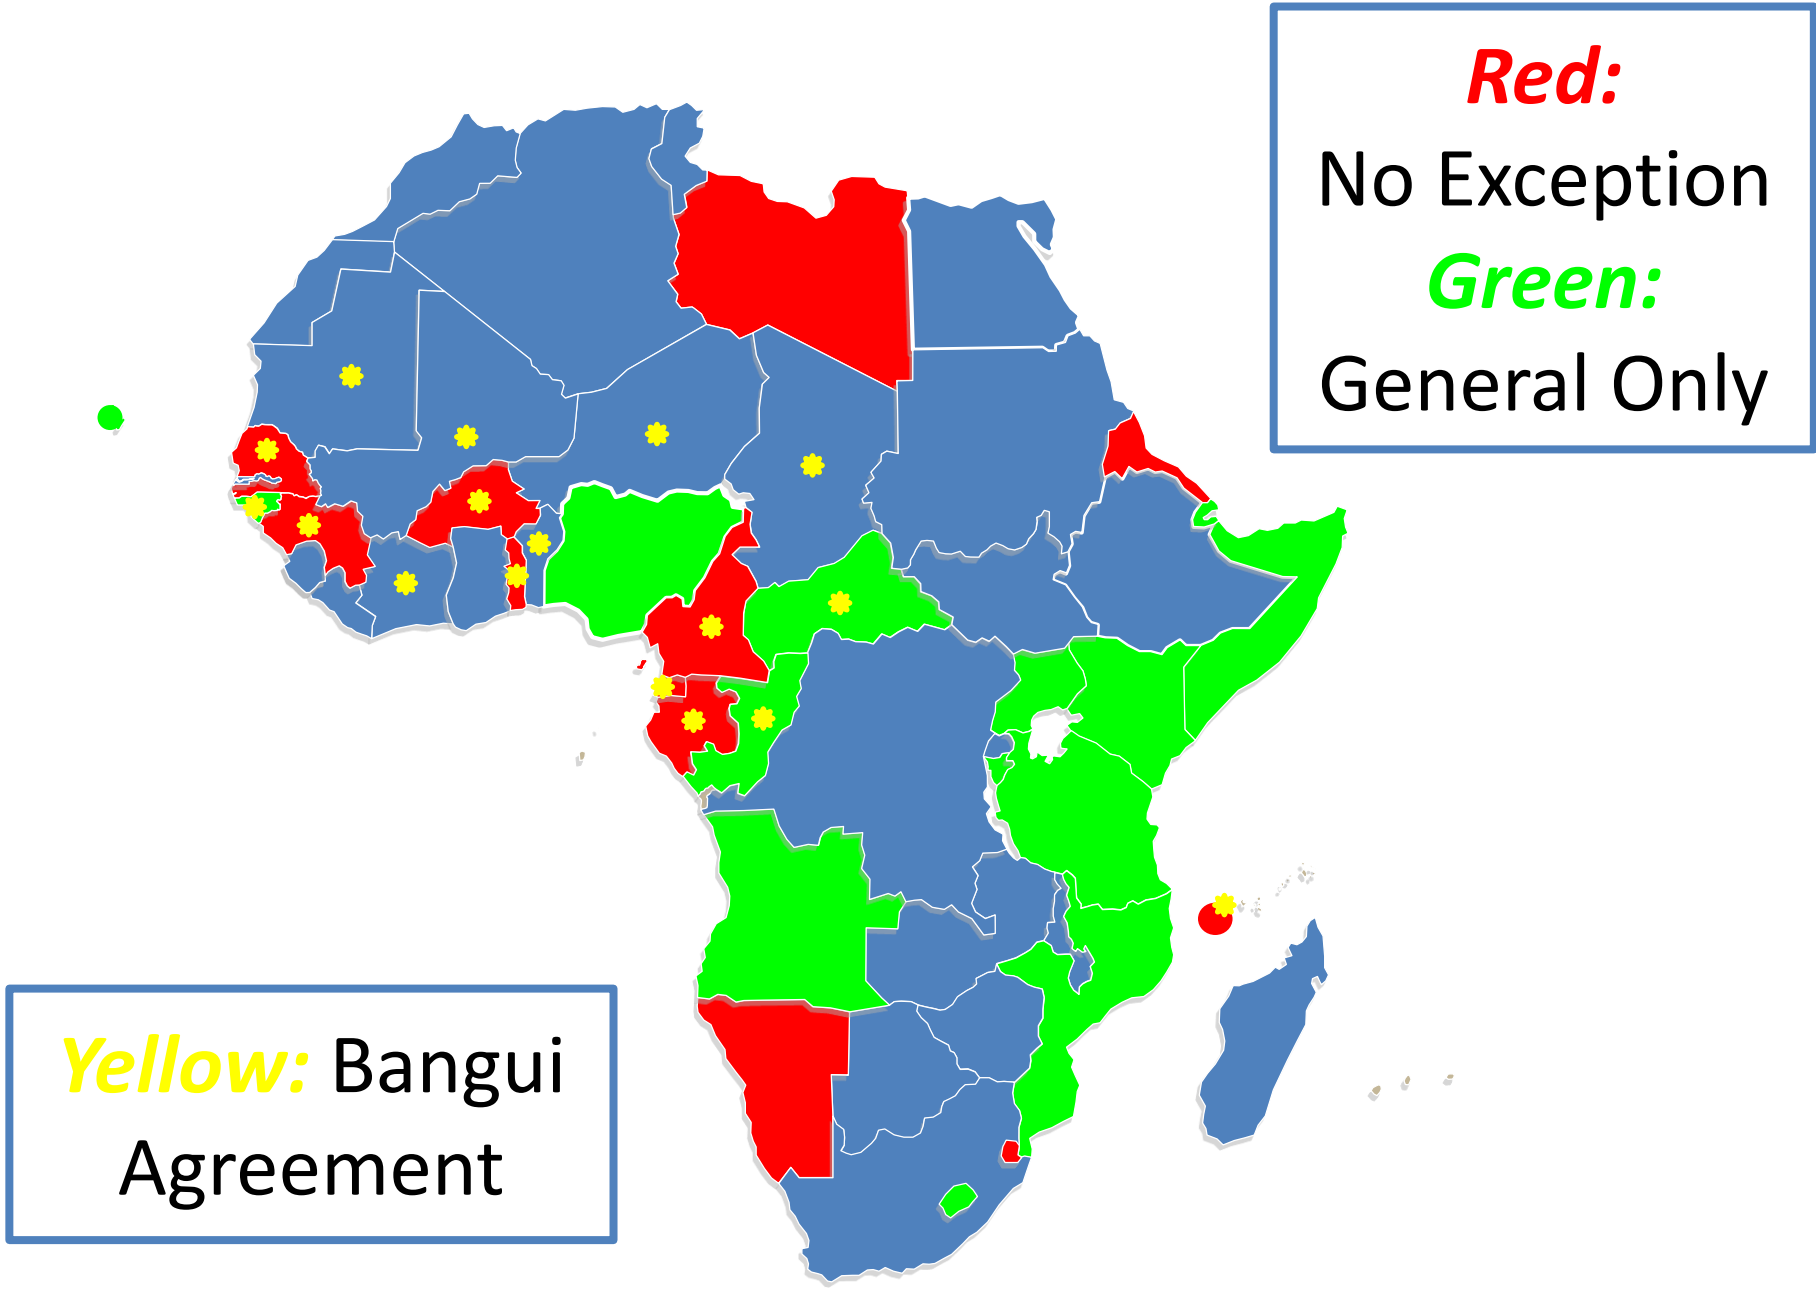 Red:
No Exception
Green:
General Only
Yellow: Bangui
Agreement